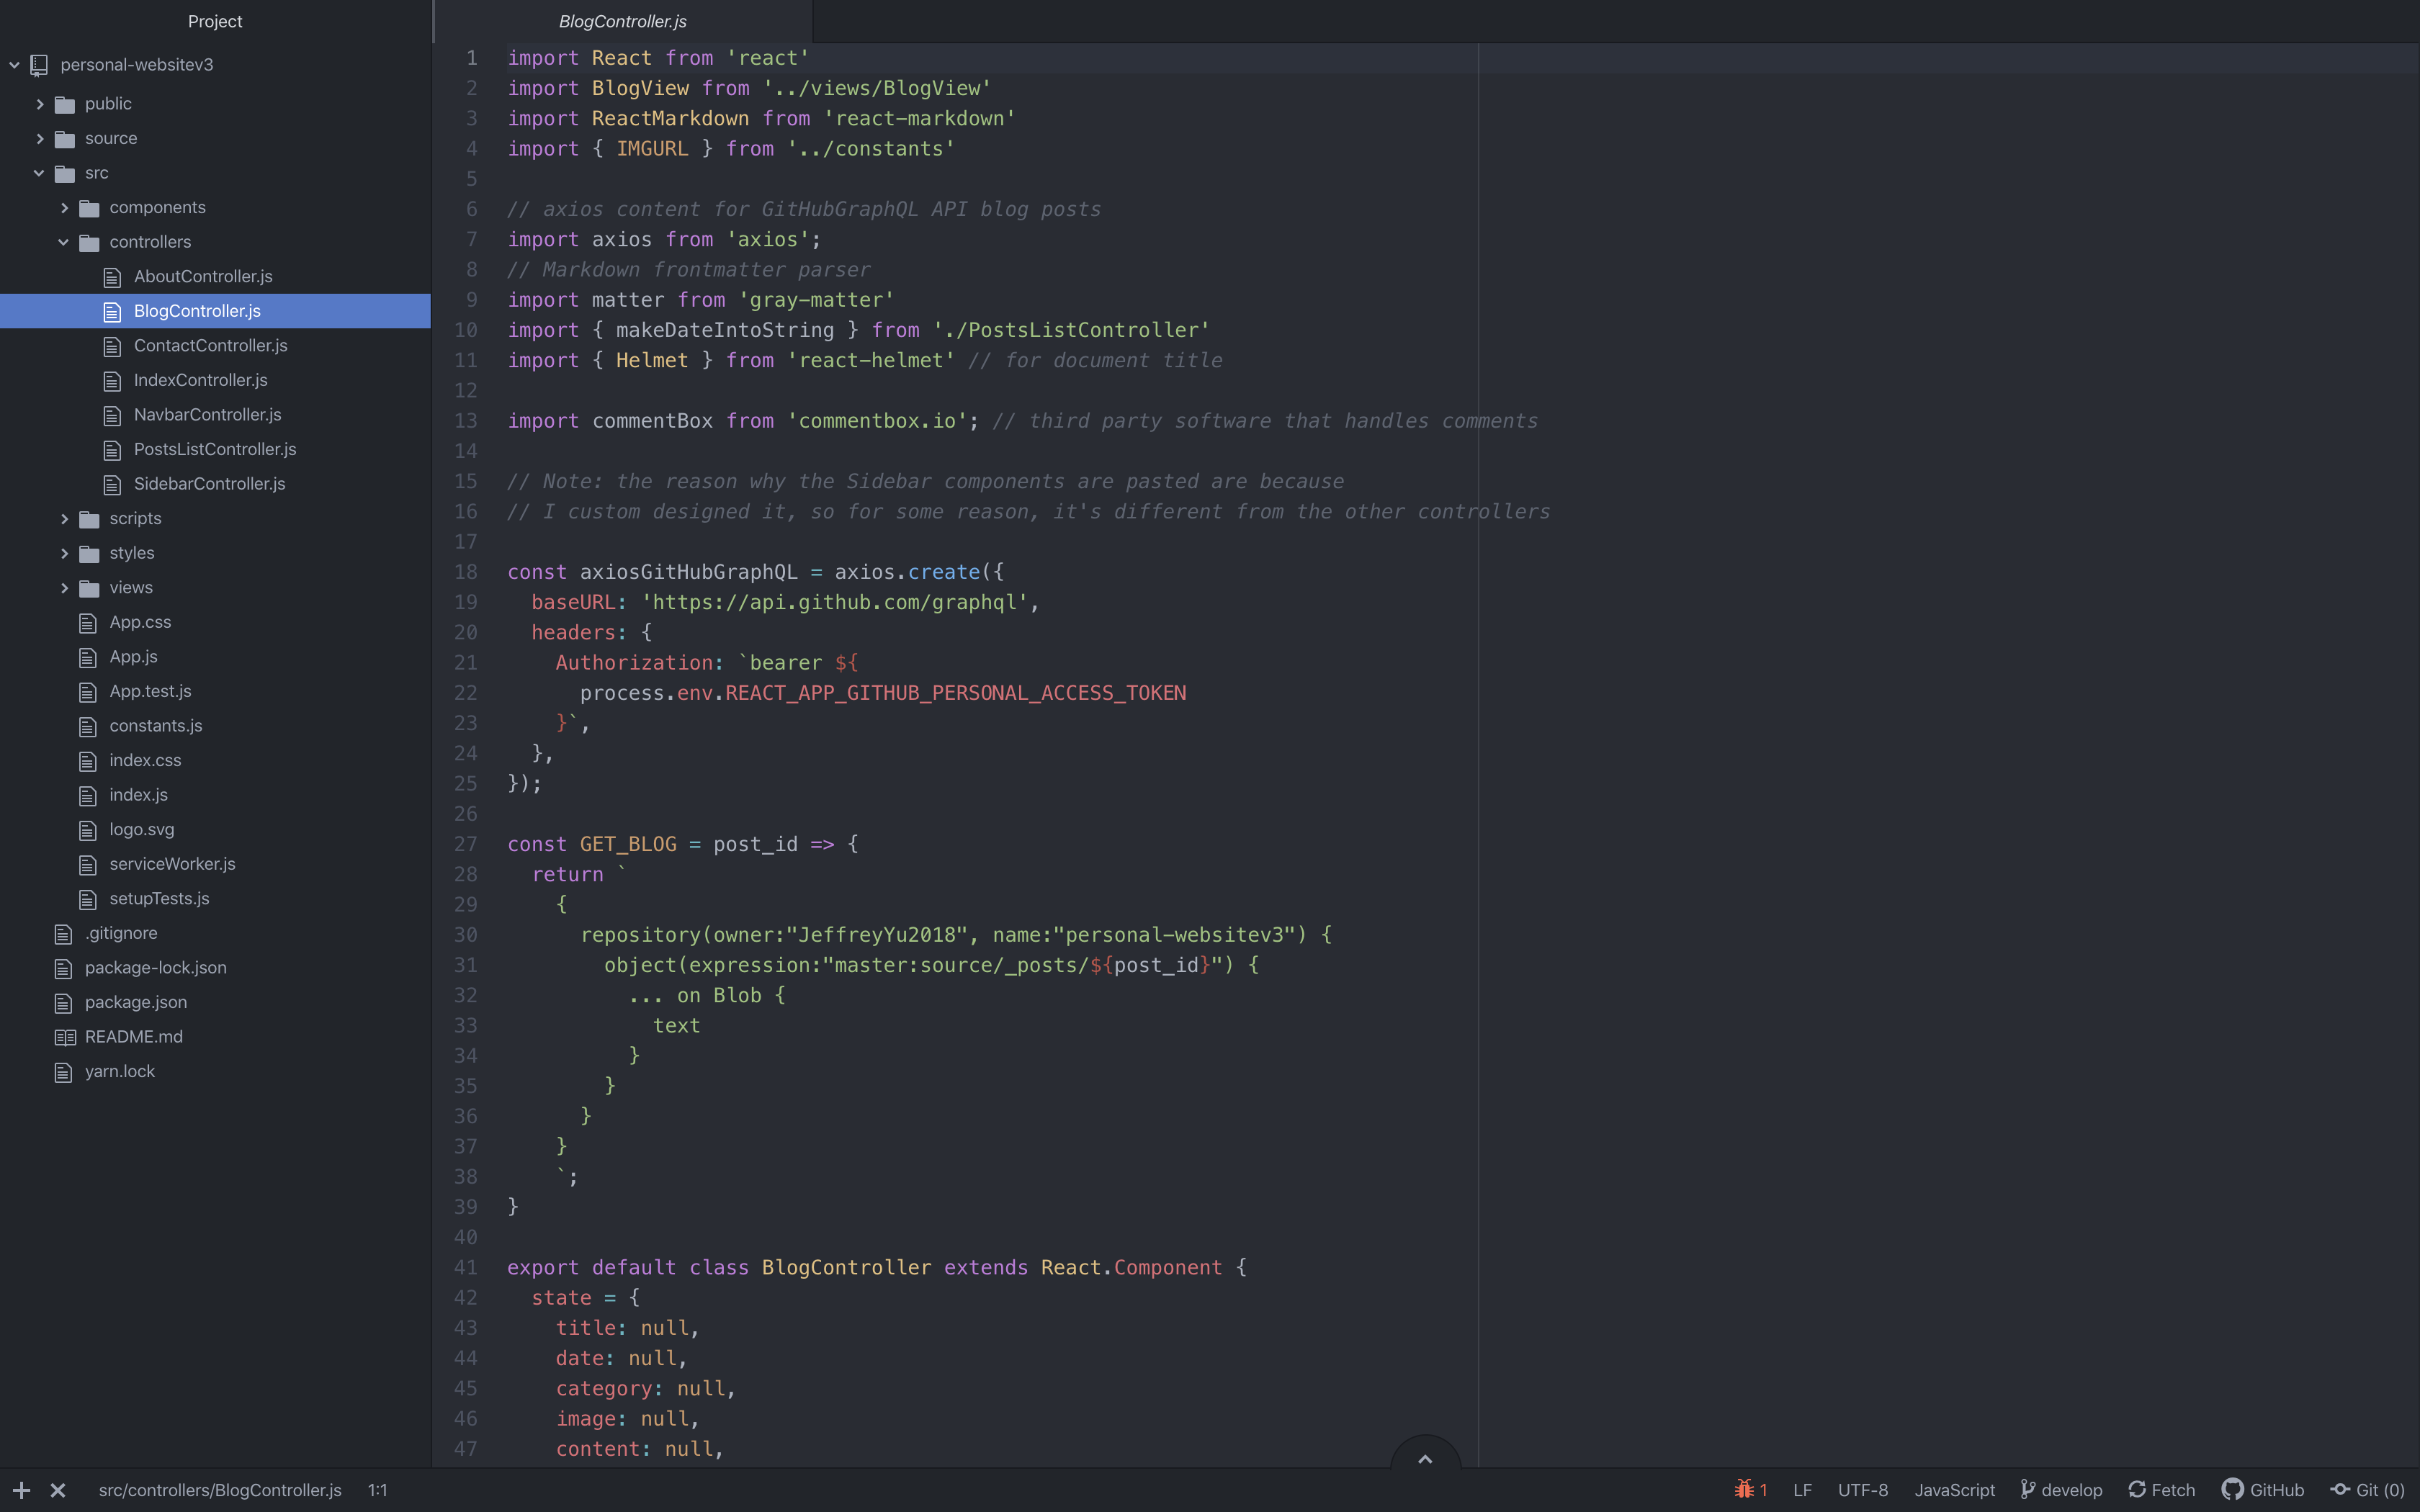 Project
personal-websitev3
public
source
src
components
controllers
AboutController.js
BlogController.js
ContactController.js
IndexController.js
NavbarController.js
PostsListController.js
SidebarController.js
scripts
styles
views
App.css
App.js
App.test.js
constants.js
index.css
index.js
logo.svg
serviceWorker.js
setupTests.js
.gitignore
package-lock.json
package.json
README.md
yarn.lock
BlogController.js
1 import React from 'react'
2 import BlogView from '../views/BlogView'
3 import ReactMarkdown from 'react-markdown'
4 import { IMGURL } from '../constants'
5
6 // axios content for GitHubGraphQL API blog posts
7 import axios from 'axios';
8 // Markdown frontmatter parser
9 import matter from 'gray-matter'
10 import { makeDateIntoString } from './PostsListController'
11 import { Helmet } from 'react-helmet' // for document title
12
13 import commentBox from 'commentbox.io'; // third party software that handles comments
14
15 // Note: the reason why the Sidebar components are pasted are because
16 // I custom designed it, so for some reason, it's different from the other controllers
17
18 const axiosGitHubGraphQL = axios.create({
19   baseURL: 'https://api.github.com/graphql',
20   headers: {
21     Authorization: `bearer ${
22       process.env.REACT_APP_GITHUB_PERSONAL_ACCESS_TOKEN
23     }`,
24   },
25 });
26
27 const GET_BLOG = post_id => {
28   return `
29     {
30       repository(owner:"JeffreyYu2018", name:"personal-websitev3") {
31         object(expression:"master:source/_posts/${post_id}") {
32           ... on Blob {
33             text
34           }
35         }
36       }
37     }
38     `;
39 }
40
41 export default class BlogController extends React.Component {
42   state = {
43     title: null,
44     date: null,
45     category: null,
46     image: null,
47     content: null,
src/controllers/BlogController.js 1:1 1 LF UTF-8 JavaScript develop Fetch GitHub Git (0)